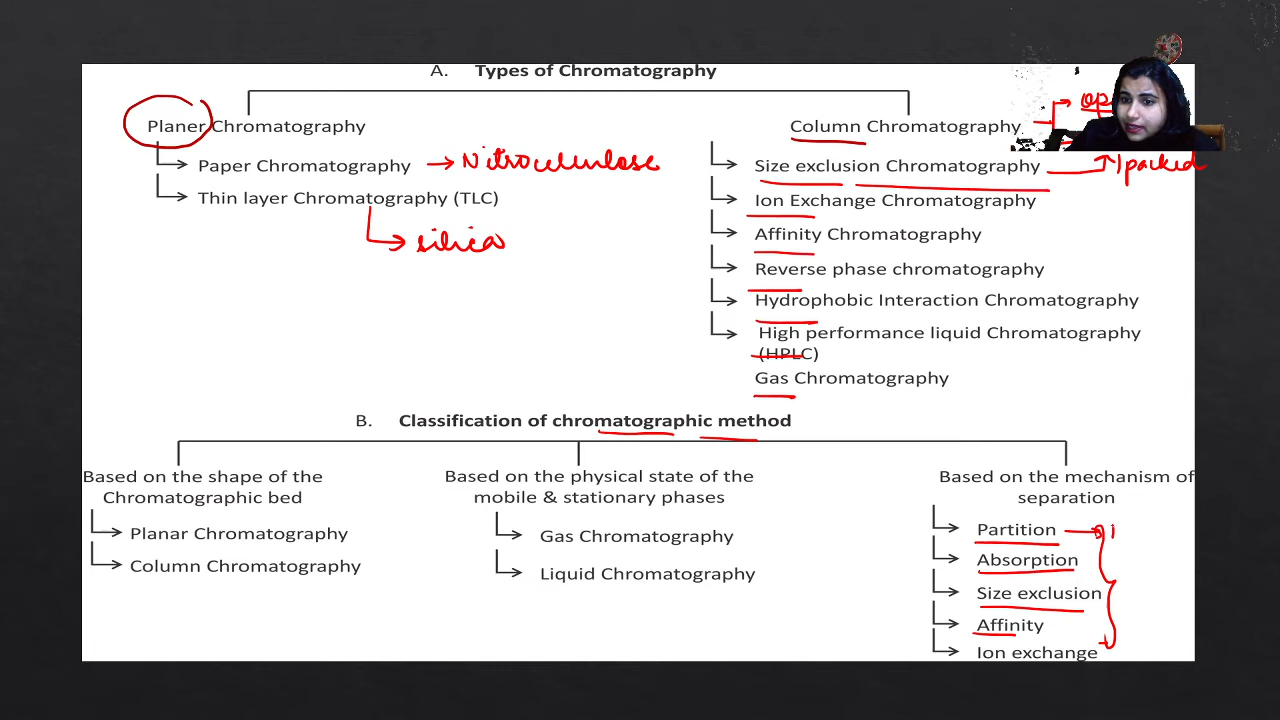 A. Types of Chromatography
Planer Chromatography
Paper Chromatography → Nitrocellulose
Thin layer Chromatography (TLC)
silica
Column Chromatography
Size exclusion Chromatography
packed
Ion Exchange Chromatography
Affinity Chromatography
Reverse phase chromatography
Hydrophobic Interaction Chromatography
High performance liquid Chromatography
(HPLC)
Gas Chromatography
B. Classification of chromatographic method
Based on the shape of the
Chromatographic bed
Planar Chromatography
Column Chromatography
Based on the physical state of the
mobile & stationary phases
Gas Chromatography
Liquid Chromatography
Based on the mechanism of
separation
Partition
Absorption
Size exclusion
Affinity
Ion exchange